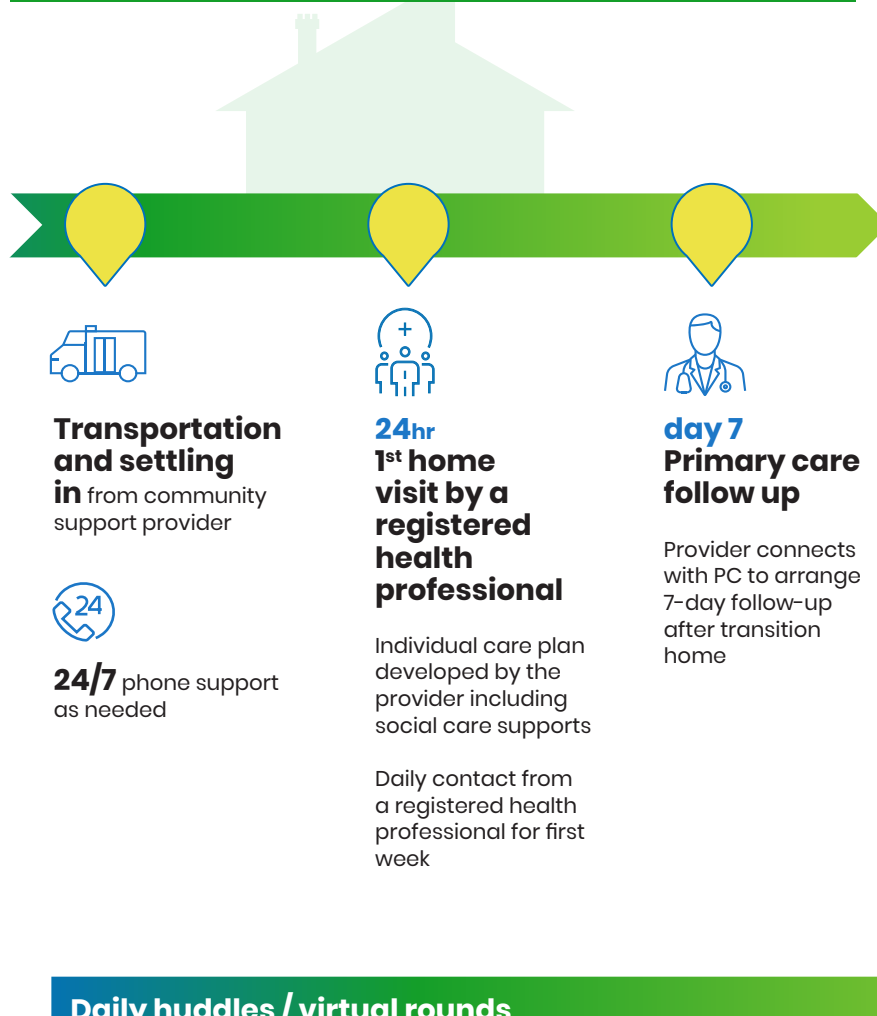 Transportation
and settling
in from community
support provider
24
24/7 phone support
as needed
24hr
1st home
visit by a
registered
health
professional
Individual care plan
developed by the
provider including
social care supports
Daily contact from
a registered health
professional for first
week
day 7
Primary care
follow up
Provider connects
with PC to arrange
7-day follow-up
after transition
home
Daily huddles / virtual rounds